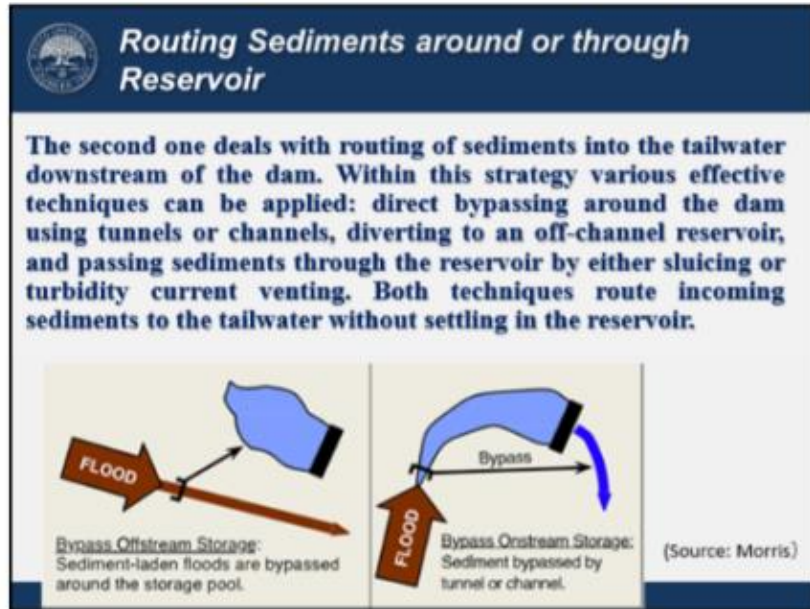 Routing Sediments around or through
Reservoir
The second one deals with routing of sediments into the tailwater
downstream of the dam. Within this strategy various effective
techniques can be applied: direct bypassing around the dam
using tunnels or channels, diverting to an off-channel reservoir,
and passing sediments through the reservoir by either sluicing or
turbidity current venting. Both techniques route incoming
sediments to the tailwater without settling in the reservoir.
FLOOD
Bypass Offstream Storage:
Sediment-laden floods are bypassed
around the storage pool.
Bypass
FLOOD
Bypass Onstream Storage:
Sediment bypassed by
tunnel or channel.
(Source: Morris)